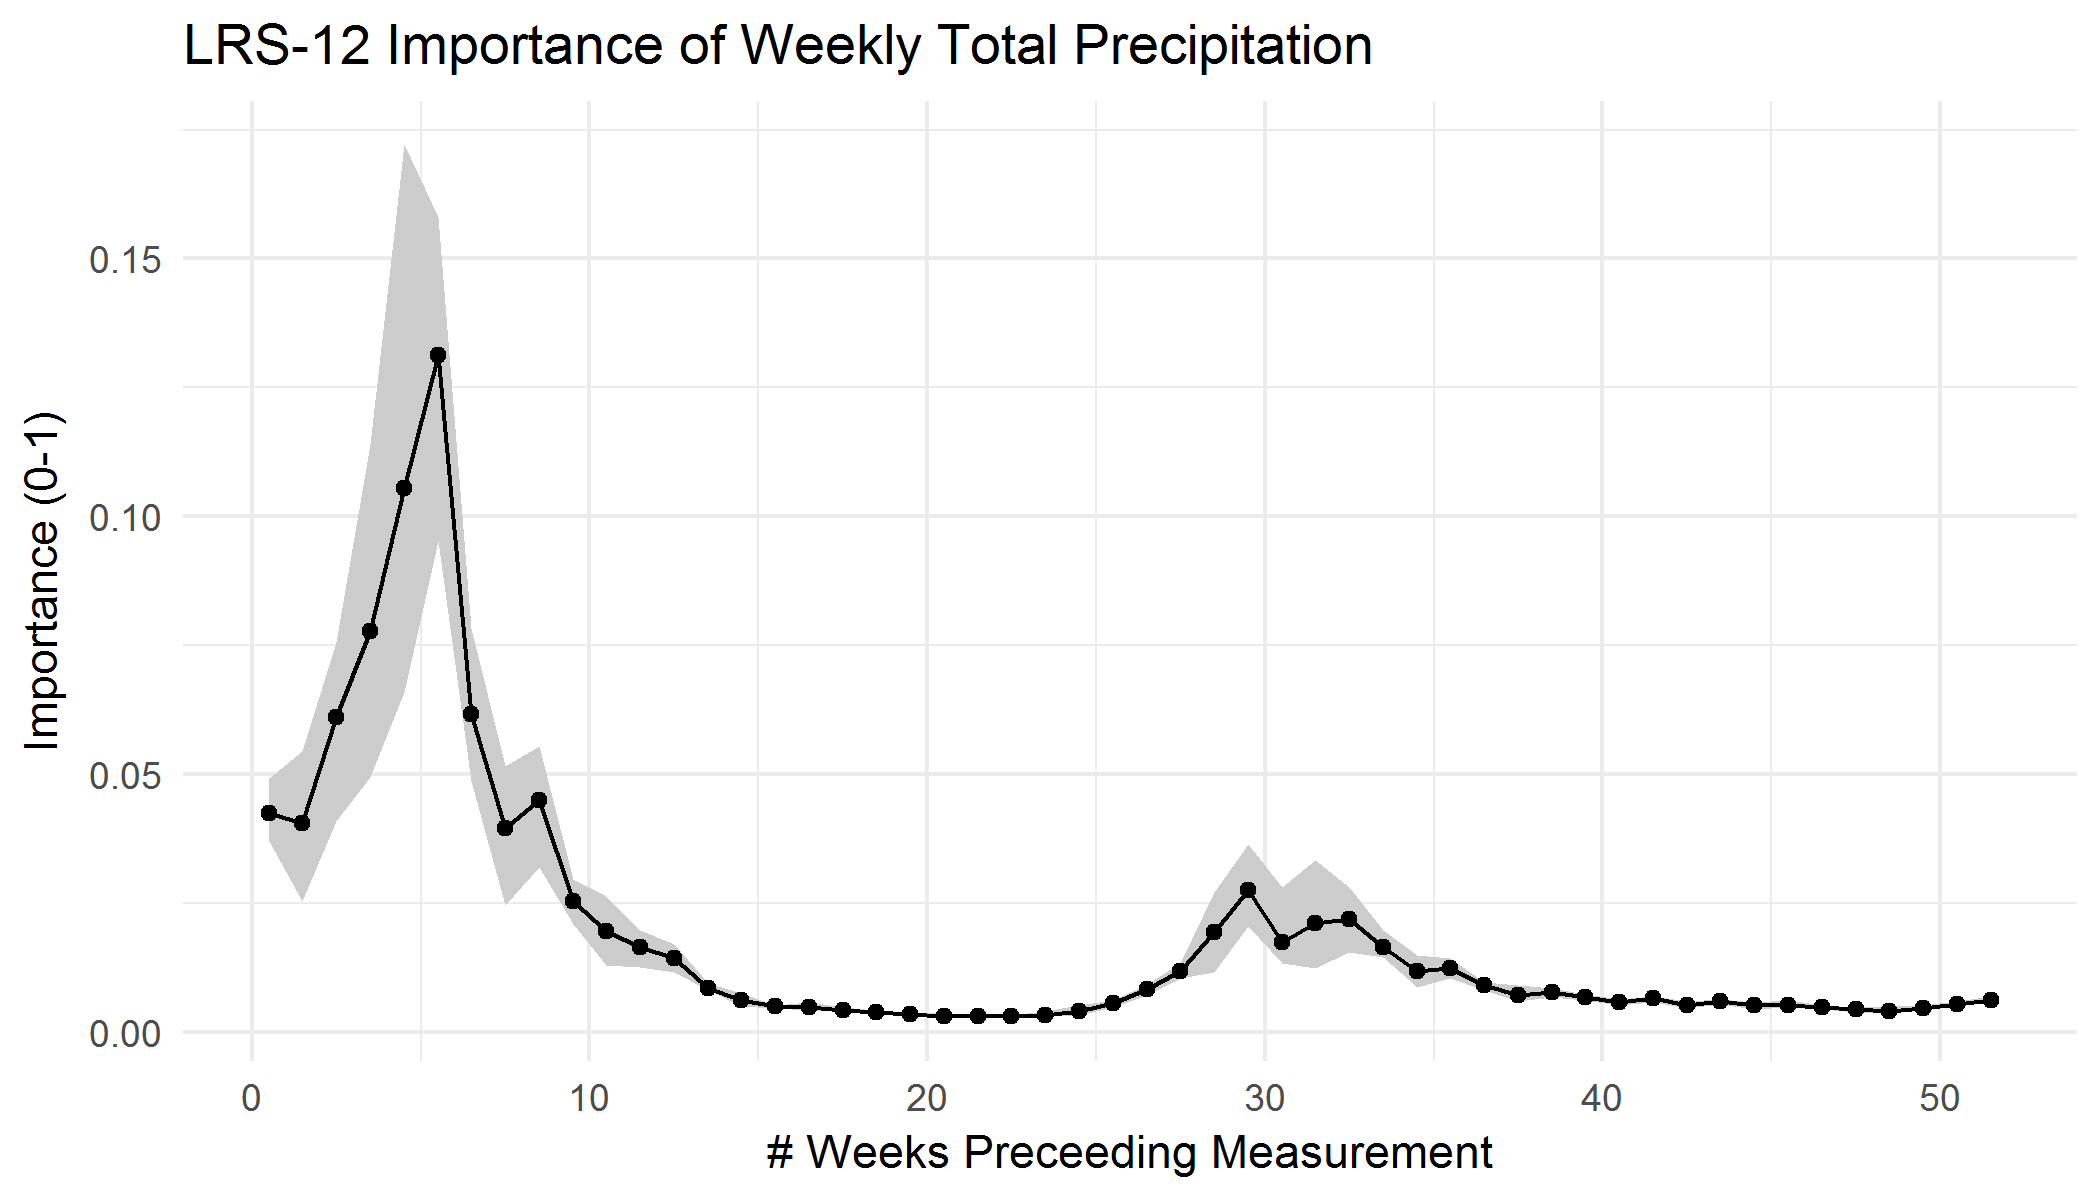 LRS-12 Importance of Weekly Total Precipitation
Importance (0-1)
0.15
0.10
0.05
0.00
0 10 20 30 40 50
# Weeks Preceeding Measurement